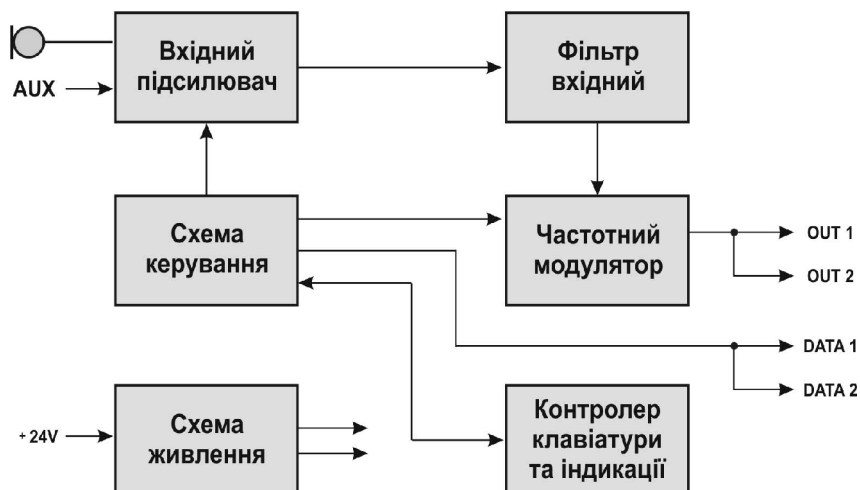 Вхідний
підсилювач
Фільтр
вхідний
AUX
Схема
керування
Частотний
модулятор
OUT 1
OUT 2
DATA 1
DATA 2
+24V
Схема
живлення
Контролер
клавіатури
та індикації